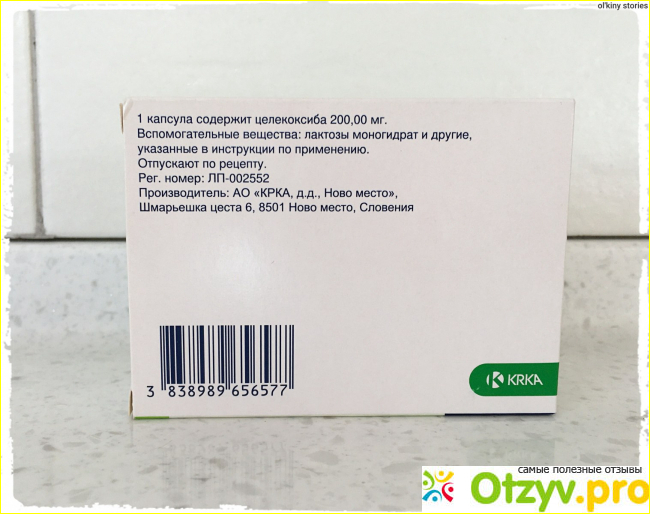 ol'kiny stories
1 капсула содержит целекоксиба 200,00 мг.
Вспомогательные вещества: лактозы моногидрат и другие,
указанные в инструкции по применению.
Отпускают по рецепту.
Рег. номер: ЛП-002552
Производитель: АО «КРКА, д.д., Ново место»,
Шмарьешка цеста 6, 8501 Ново место, Словения
3 838989 656577
KRKA
самые полезные отзывы
Otzyv.pro